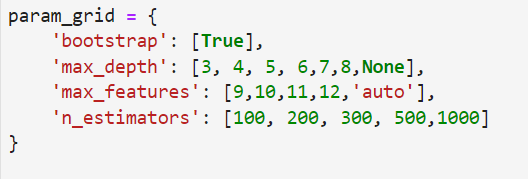 param_grid = {
    'bootstrap': [True],
    'max_depth': [3, 4, 5, 6,7,8,None],
    'max_features': [9,10,11,12,'auto'],
    'n_estimators': [100, 200, 300, 500,1000]
}